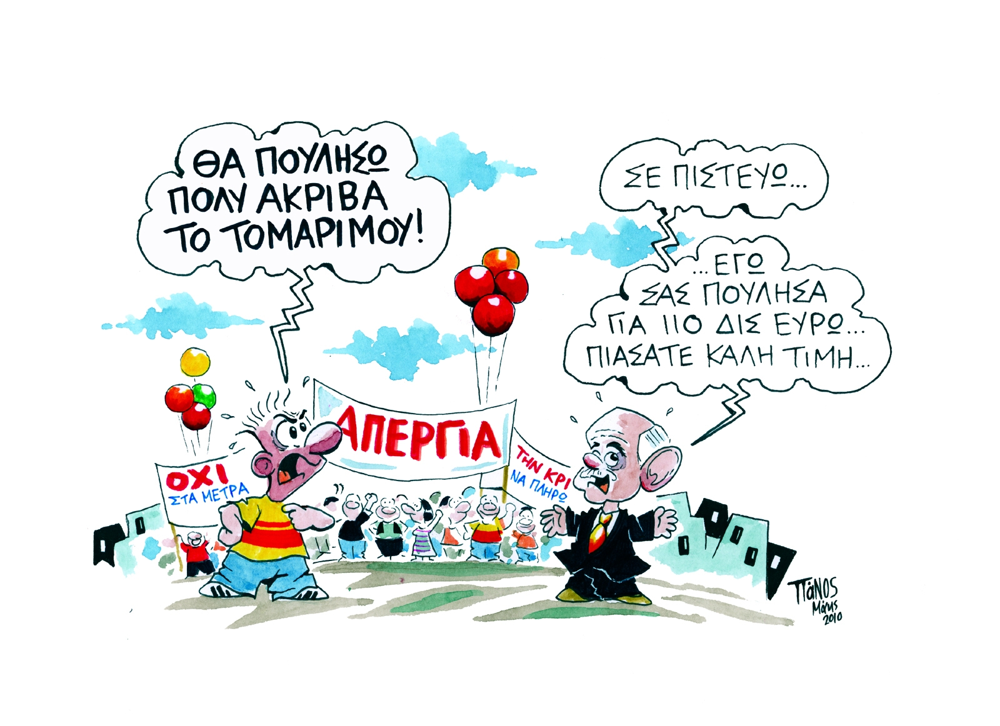 ΘΑ ΠΟΥΛΗΣΩ
ΠΟΛΥ ΑΚΡΙΒΑ
ΤΟ ΤΟΜΑΡΙ ΜΟΥ!
ΣΕ ΠΙΣΤΕΥΩ...
...ΕΓΩ
ΣΑΣ ΠΟΥΛΗΣΑ
ΓΙΑ 110 ΔΙΣ ΕΥΡΩ...
ΠΙΑΣΑΤΕ ΚΑΛΗ ΤΙΜΗ...
ΑΠΕΡΓΙΑ
ΟΧΙ
ΣΤΑ ΜΕΤΡΑ
ΤΗΝ ΚΡΙ
ΝΑ ΠΛΗΡΩ
ΠΑΝΟΣ
Μάης
2010